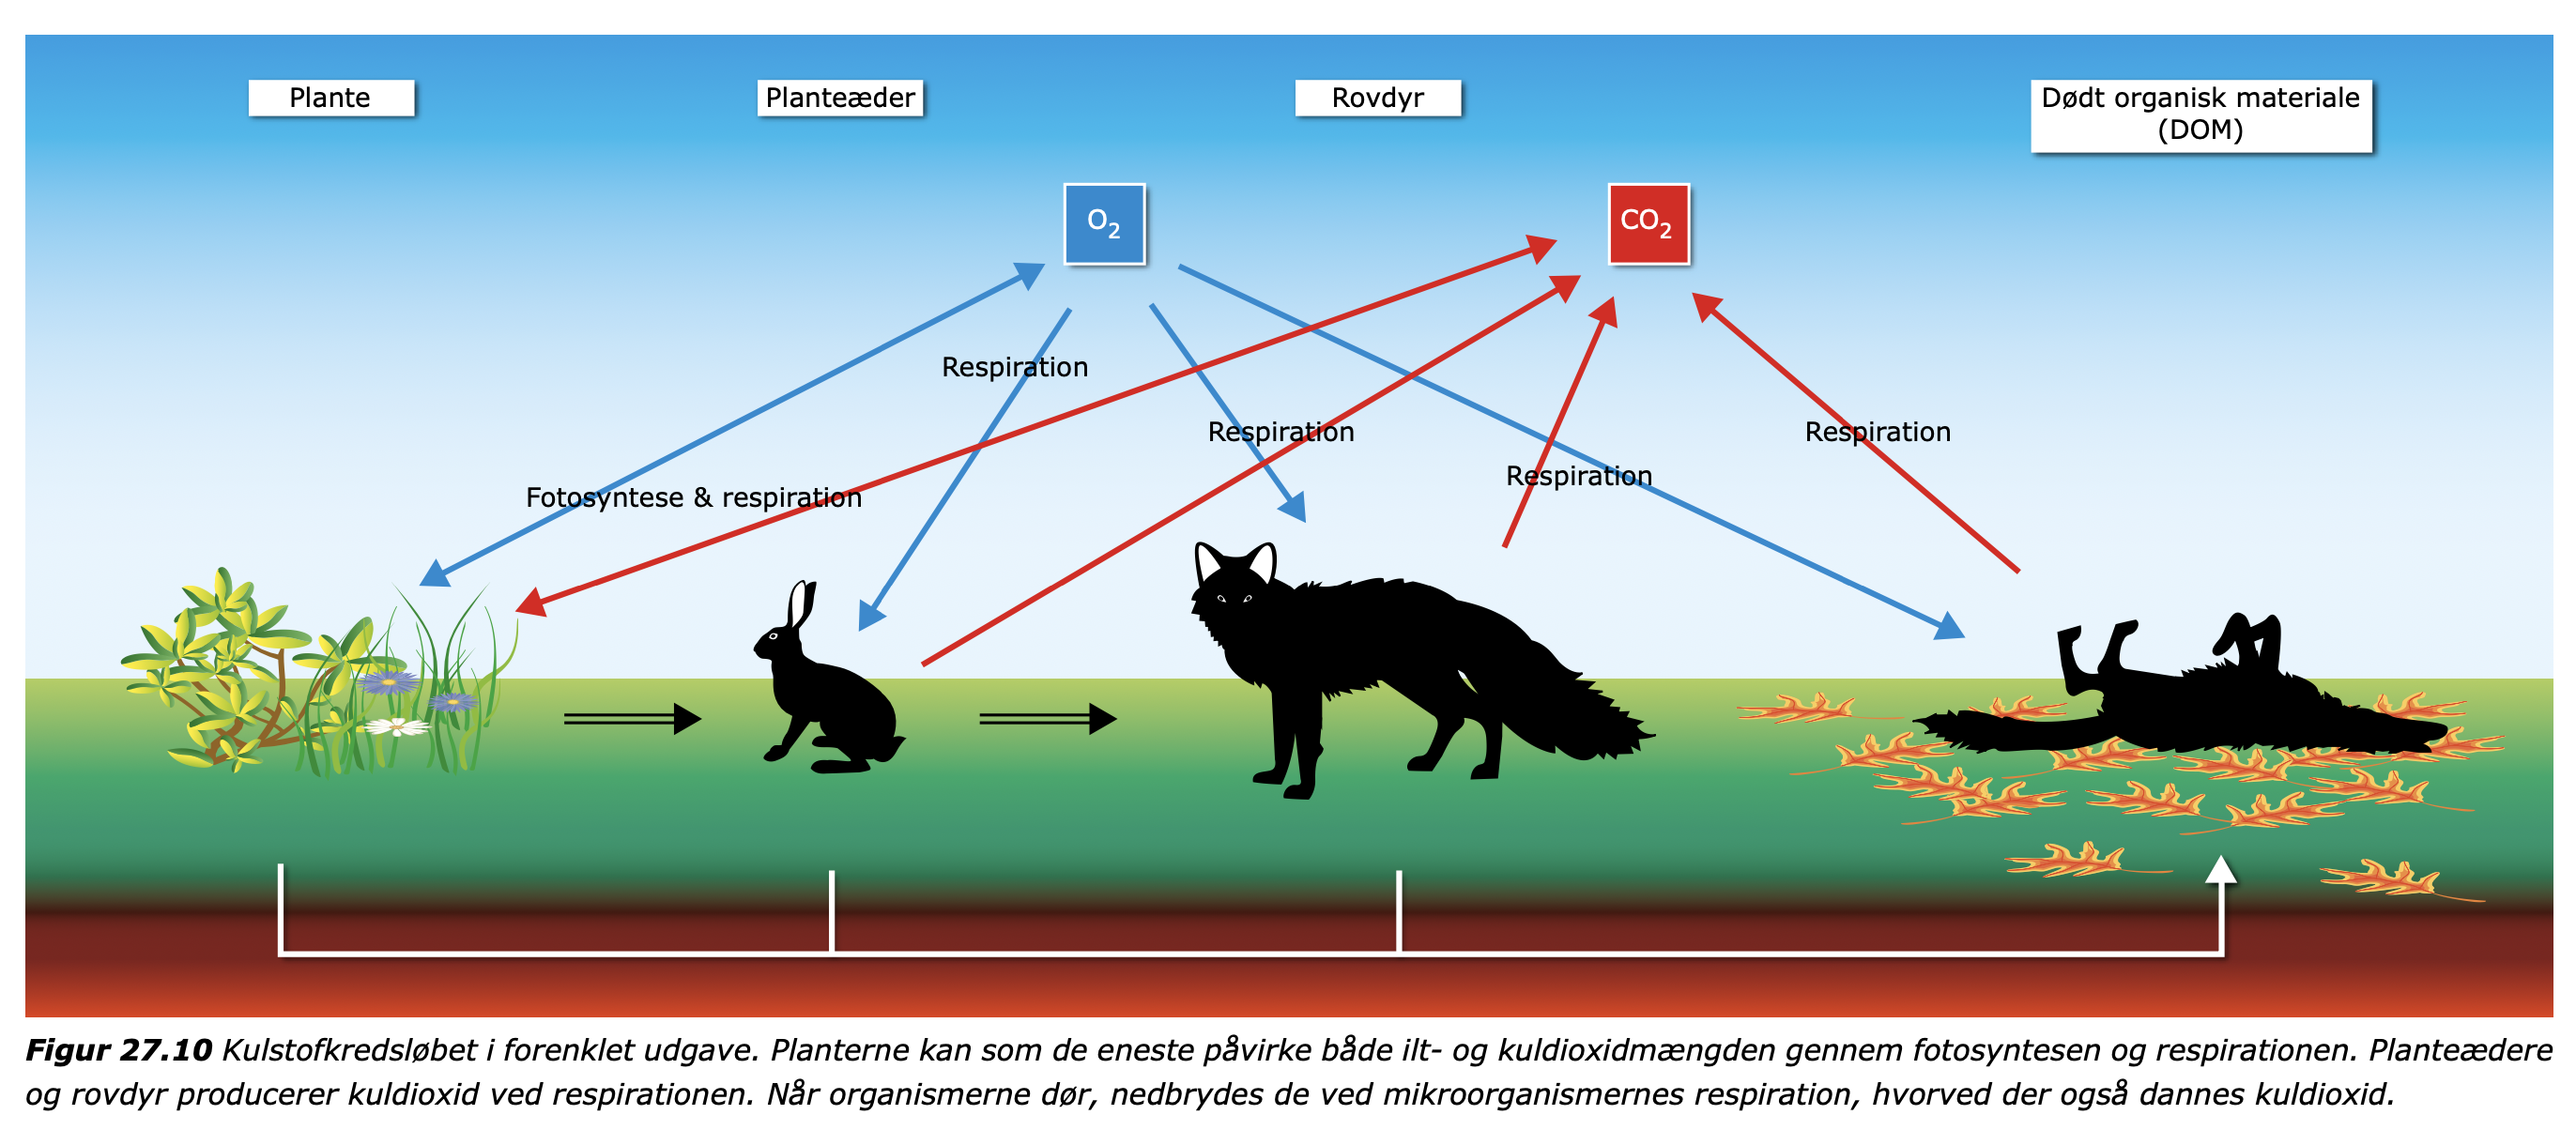 Plante
Planteæder
Rovdyr
Dødt organisk materiale
(DOM)
O2
CO2
Respiration
Respiration
Respiration
Respiration
Fotosyntese & respiration
Figur 27.10 Kulstofkredsløbet i forenklet udgave. Planterne kan som de eneste påvirke både ilt- og kuldioxidmængden gennem fotosyntesen og respirationen. Planteædere
og rovdyr producerer kuldioxid ved respirationen. Når organismerne dør, nedbrydes de ved mikroorganismernes respiration, hvorved der også dannes kuldioxid.